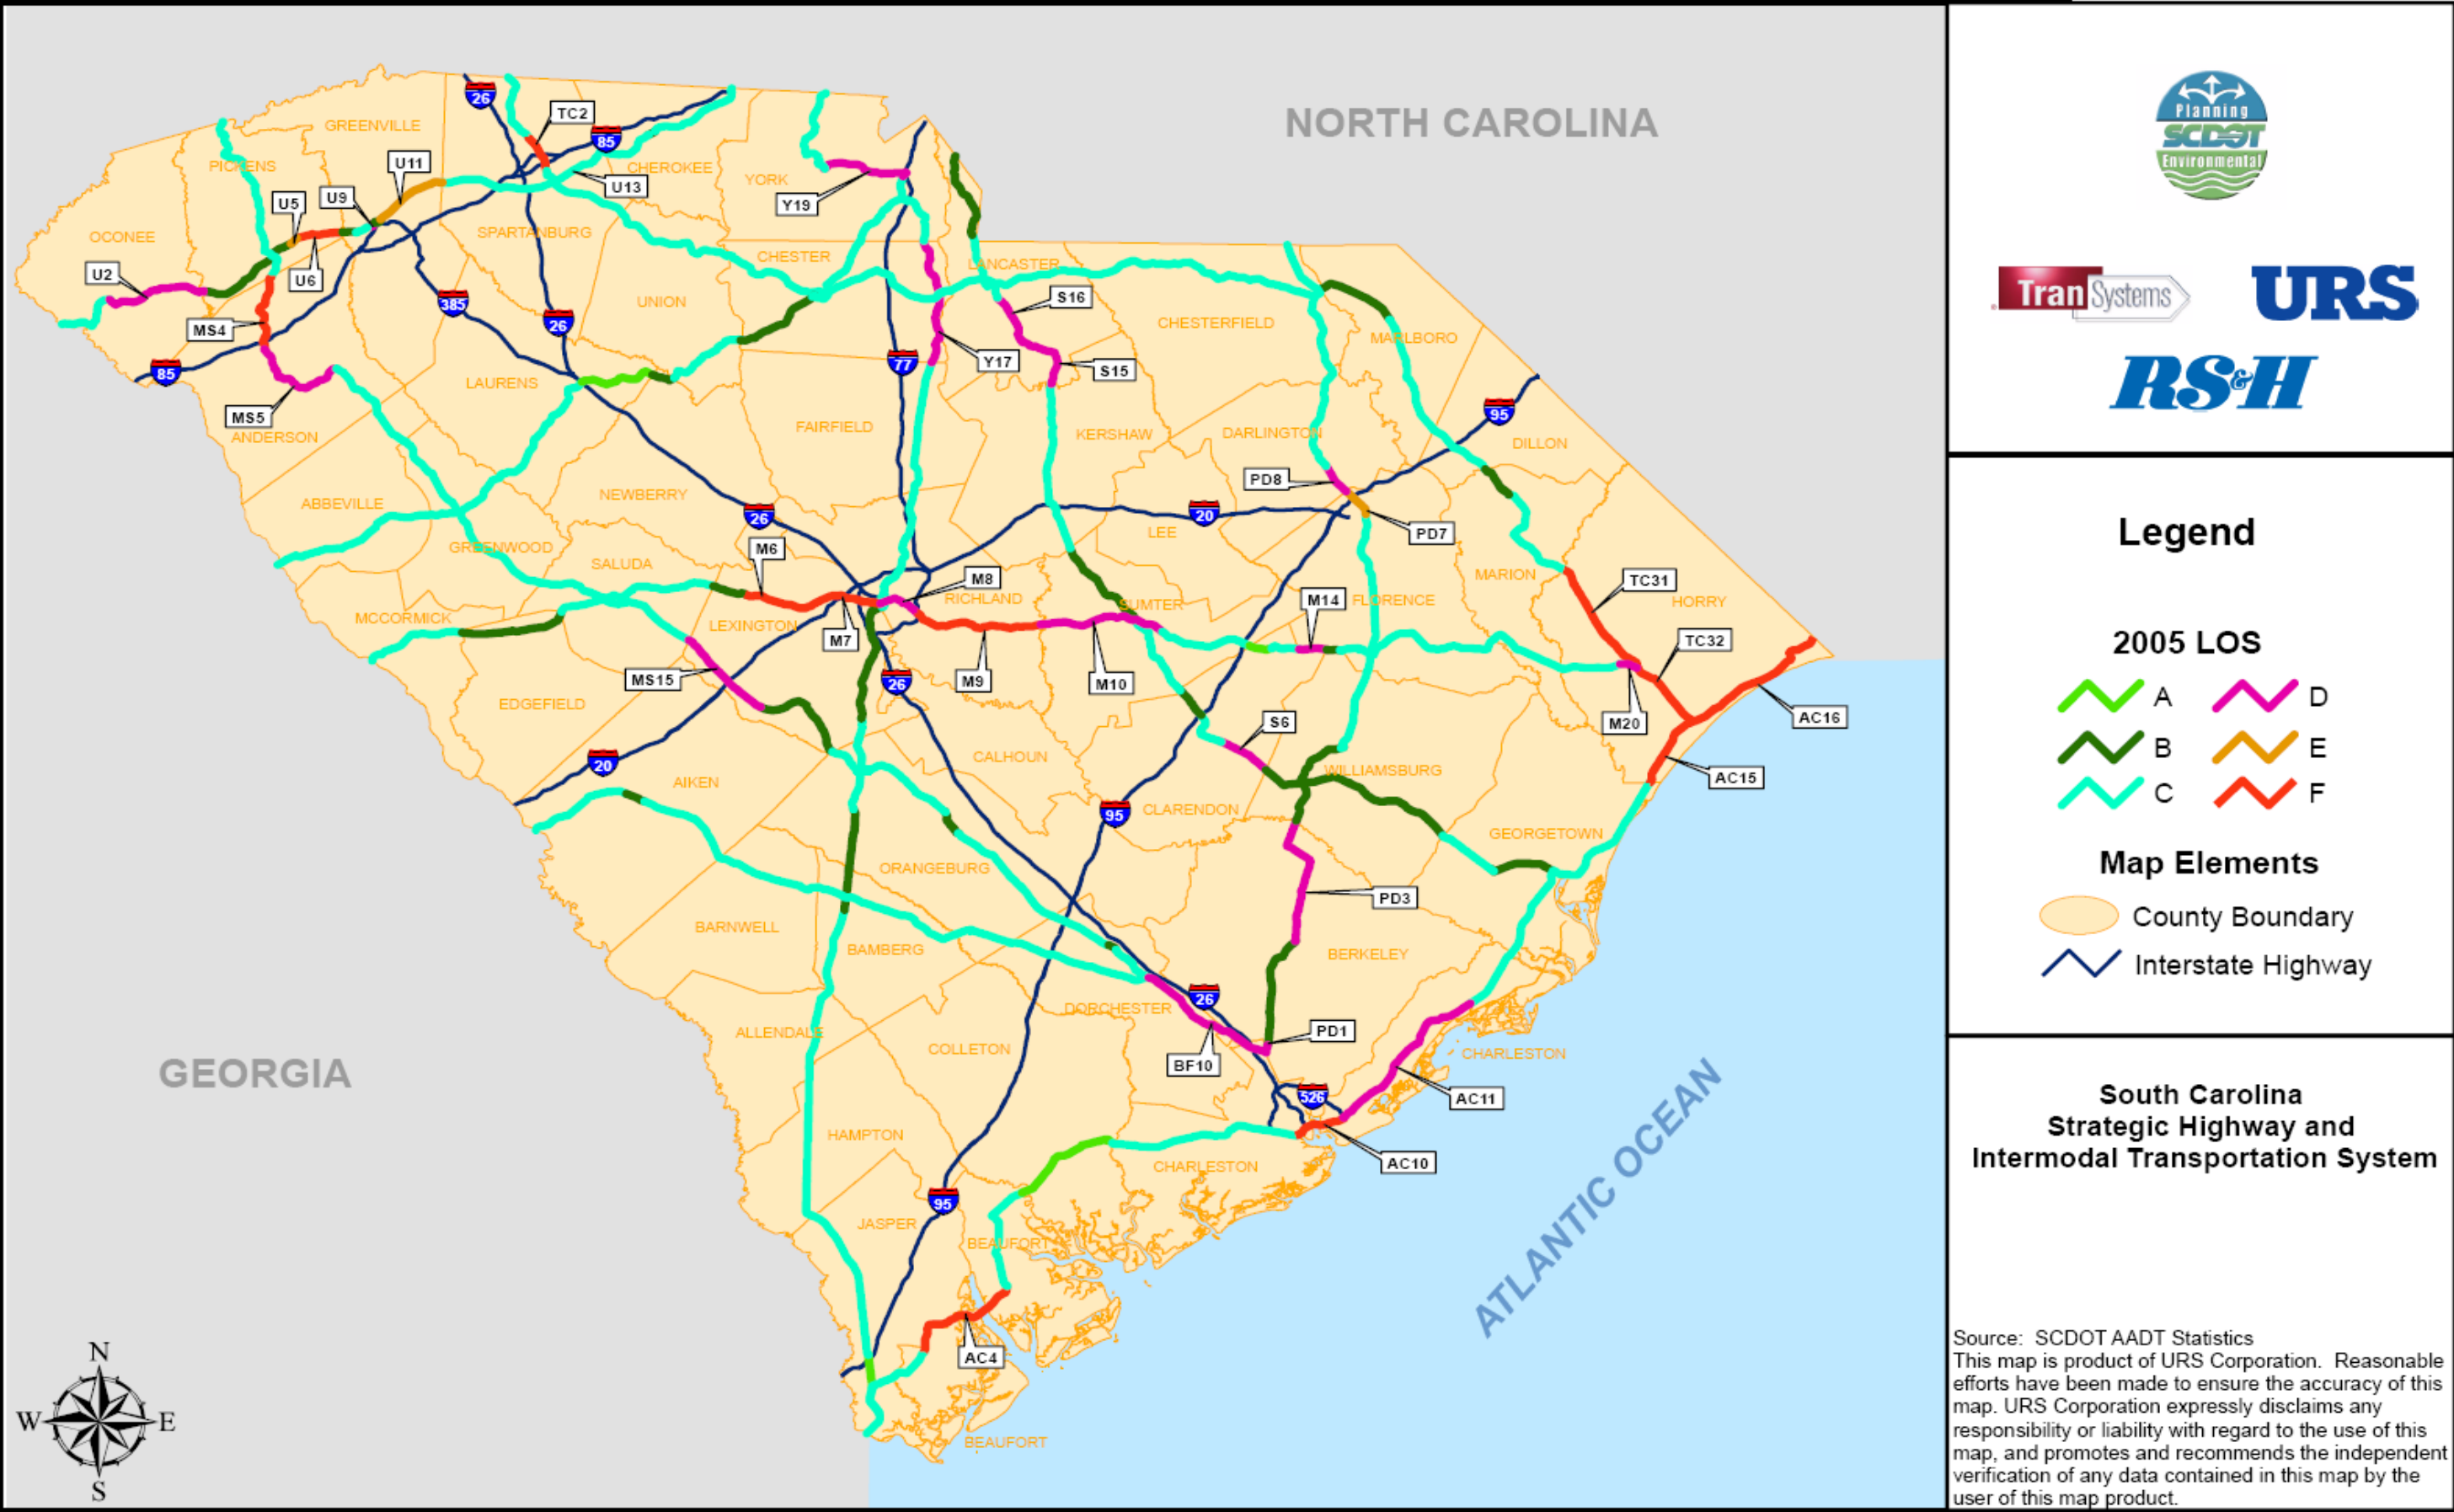 NORTH CAROLINA
GEORGIA
ATLANTIC OCEAN
GREENVILLE
PICKENS
OCONEE
SPARTANBURG
CHEROKEE
YORK
CHESTER
LANCASTER
UNION
LAURENS
ANDERSON
ABBEVILLE
GREENWOOD
NEWBERRY
FAIRFIELD
KERSHAW
CHESTERFIELD
MARLBORO
DARLINGTON
DILLON
LEE
MARION
HORRY
FLORENCE
SUMTER
RICHLAND
LEXINGTON
SALUDA
MCCORMICK
EDGEFIELD
AIKEN
CALHOUN
CLARENDON
WILLIAMSBURG
GEORGETOWN
ORANGEBURG
BARNWELL
BAMBERG
BERKELEY
DORCHESTER
ALLENDALE
COLLETON
CHARLESTON
HAMPTON
CHARLESTON
JASPER
BEAUFORT
BEAUFORT
26
TC2
85
U13
U11
U9
U5
U6
U2
MS4
MS5
85
385
26
Y19
S16
Y17
S15
77
95
PD8
PD7
20
26
M6
M8
M7
M9
M10
M14
TC31
TC32
M20
AC16
AC15
MS15
26
S6
20
95
PD3
26
PD1
BF10
526
AC11
AC10
95
AC4
N
W
E
S
Planning
SCDOT
Environmental
TranSystems
URS
RS&H
Legend
2005 LOS
A
D
B
E
C
F
Map Elements
County Boundary
Interstate Highway
South Carolina
Strategic Highway and
Intermodal Transportation System
Source: SCDOT AADT Statistics
This map is product of URS Corporation. Reasonable
efforts have been made to ensure the accuracy of this
map. URS Corporation expressly disclaims any
responsibility or liability with regard to the use of this
map, and promotes and recommends the independent
verification of any data contained in this map by the
user of this map product.